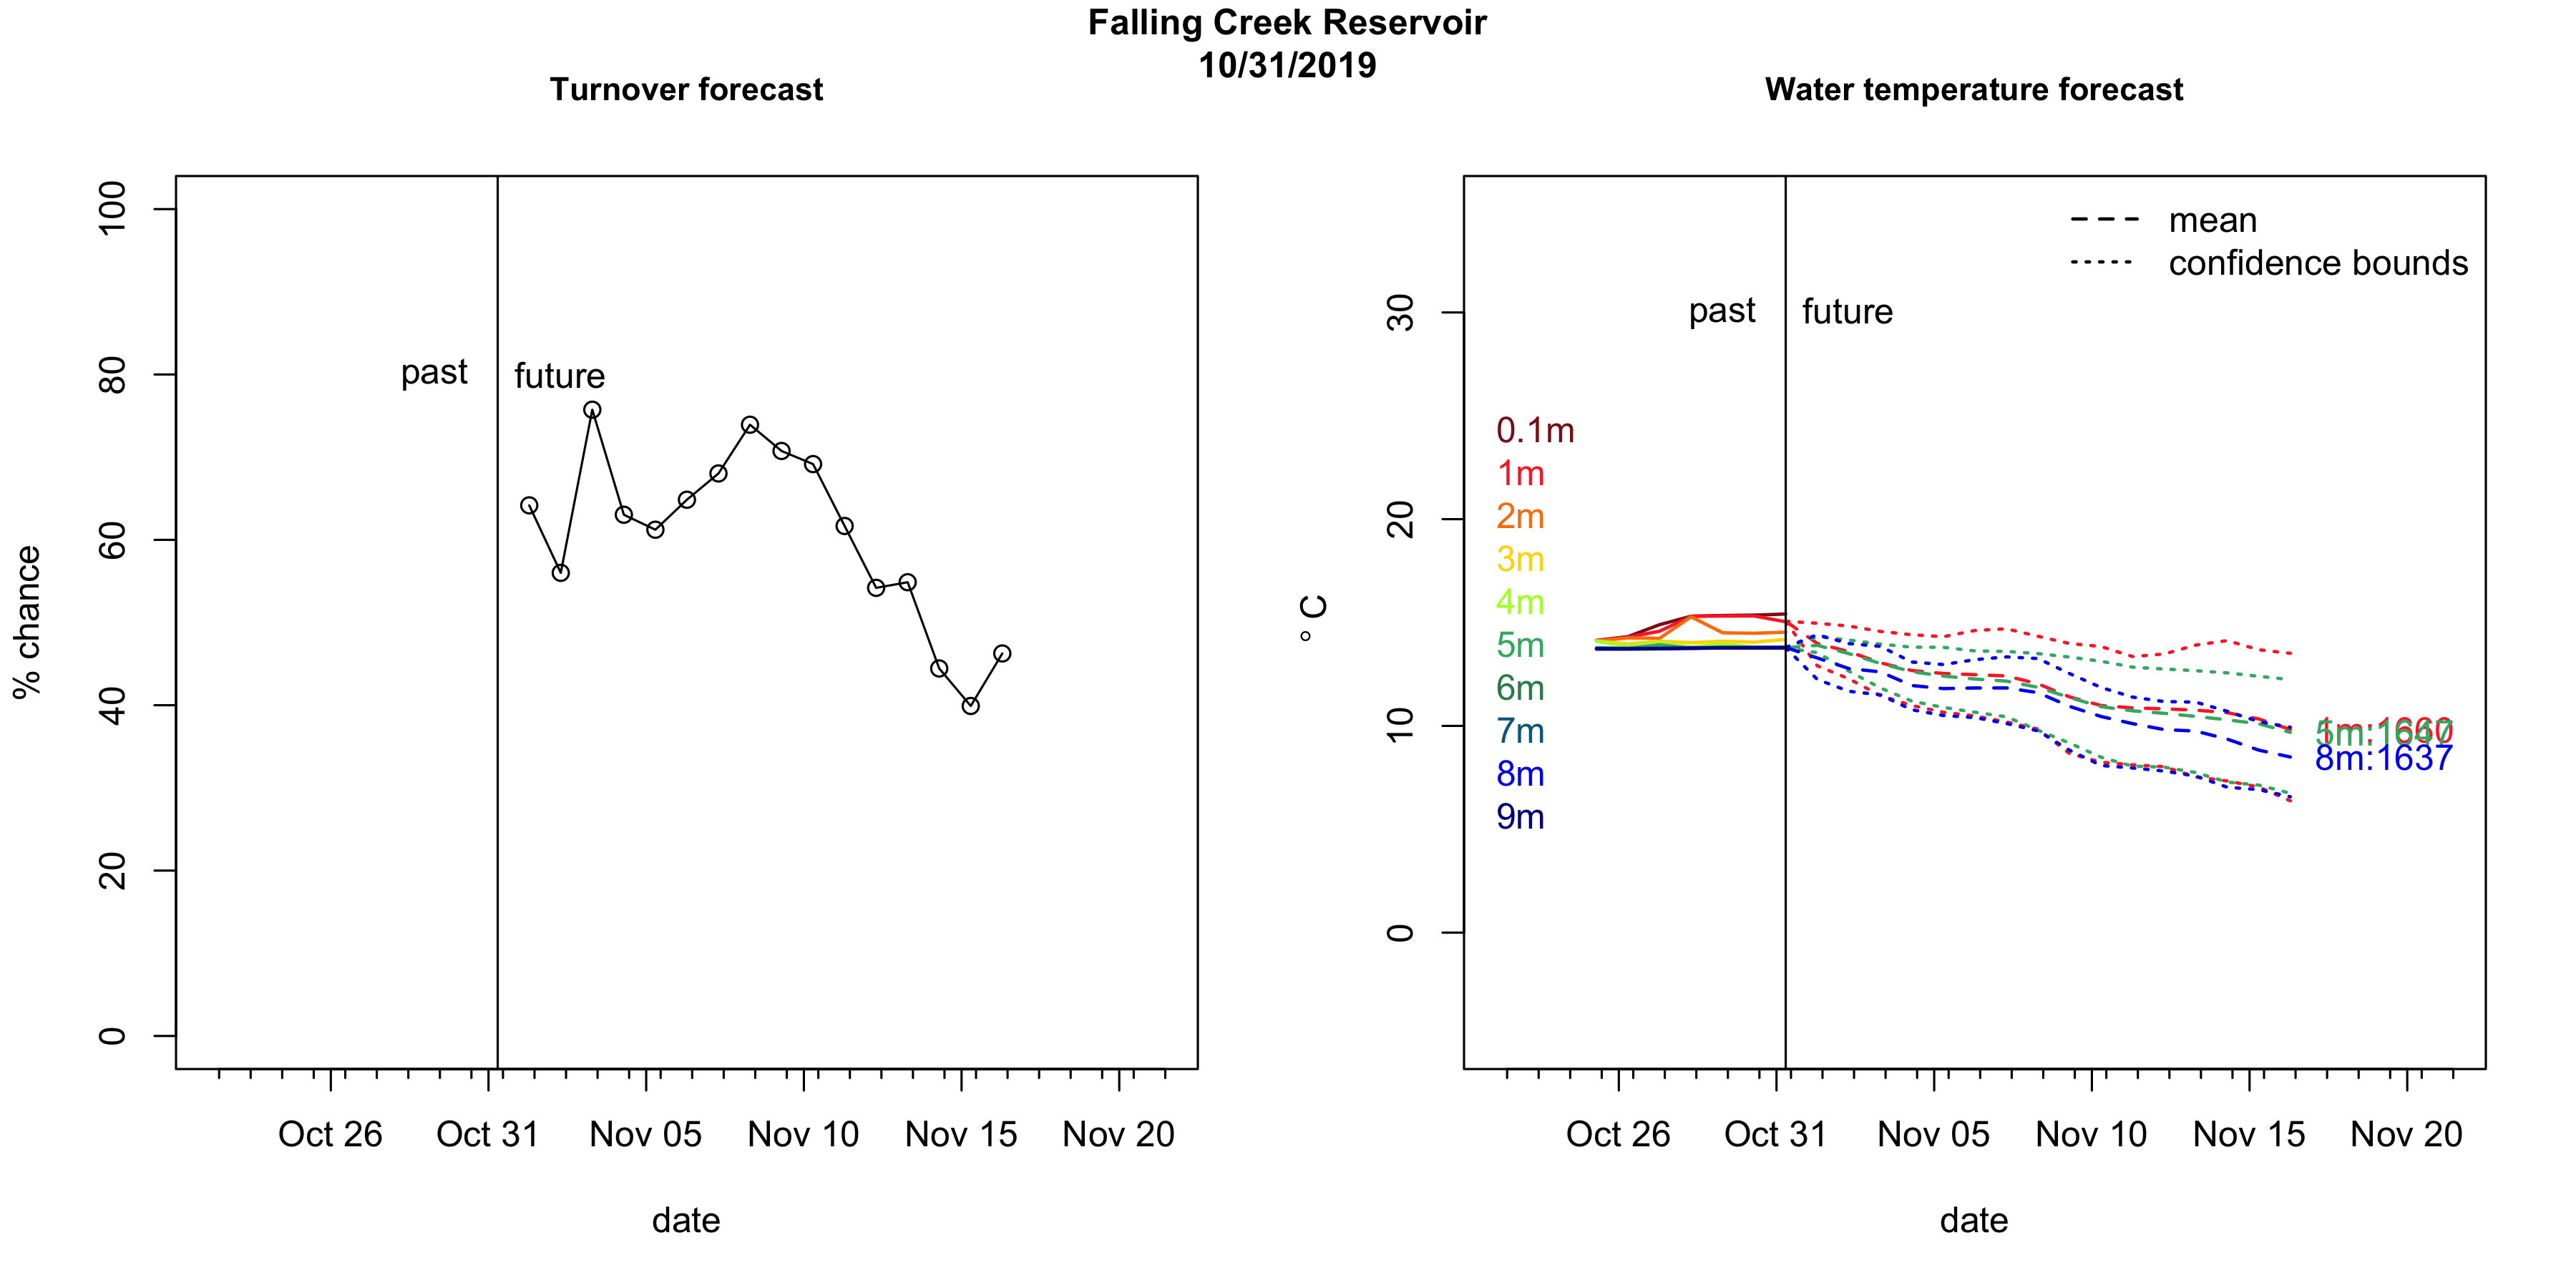 Falling Creek Reservoir
10/31/2019
Turnover forecast
% chance
100
80
60
40
20
0
past
future
Oct 26
Oct 31
Nov 05
Nov 10
Nov 15
Nov 20
date
Water temperature forecast
° C
30
20
10
0
mean
confidence bounds
past
future
0.1m
1m
2m
3m
4m
5m
6m
7m
8m
9m
8m:1637
Oct 26
Oct 31
Nov 05
Nov 10
Nov 15
Nov 20
date